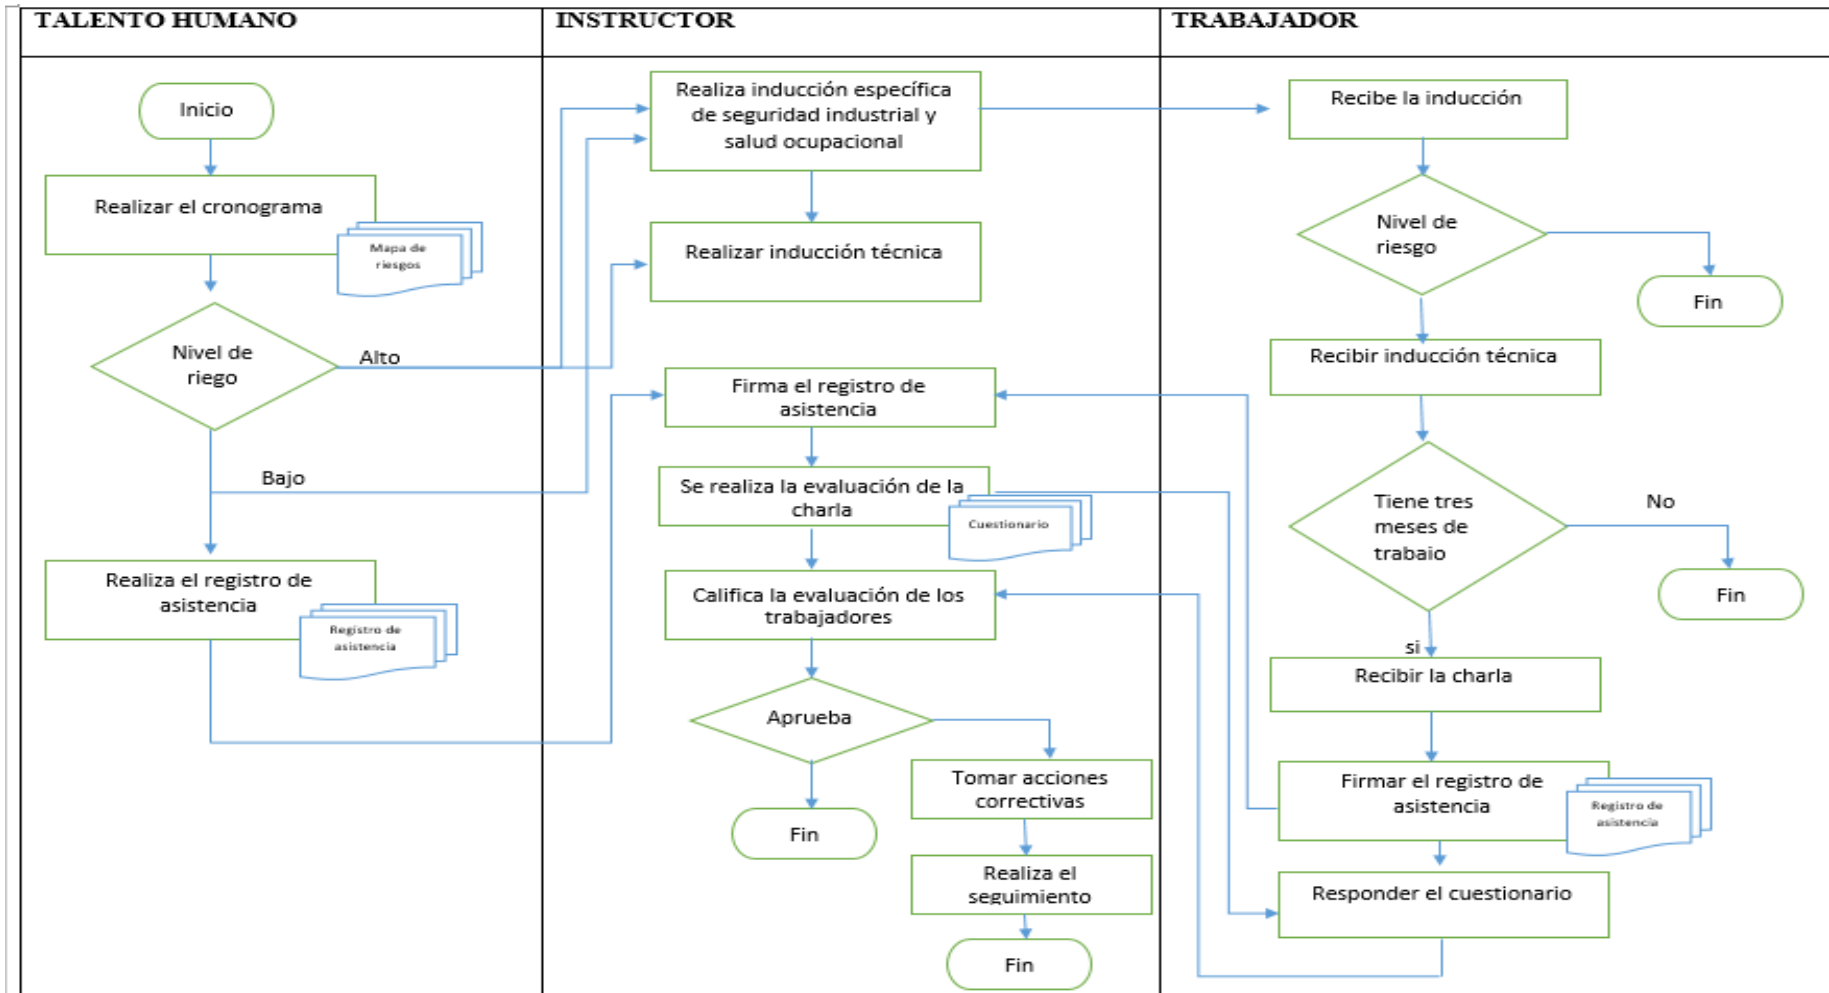 TALENTO HUMANO
INSTRUCTOR
TRABAJADOR
Inicio
Realizar el cronograma
Mapa de
riesgos
Nivel de
riego
Alto
Bajo
Realiza el registro de
asistencia
Registro de
asistencia
Realiza inducción específica
de seguridad industrial y
salud ocupacional
Realizar inducción técnica
Firma el registro de
asistencia
Se realiza la evaluación de la
charla
Cuestionario
Califica la evaluación de los
trabajadores
Aprueba
Fin
Tomar acciones
correctivas
Realiza el
seguimiento
Fin
Recibe la inducción
Nivel de
riesgo
Fin
Recibir inducción técnica
Tiene tres
meses de
trabajo
No
Fin
si
Recibir la charla
Firmar el registro de
asistencia
Registro de
asistencia
Responder el cuestionario